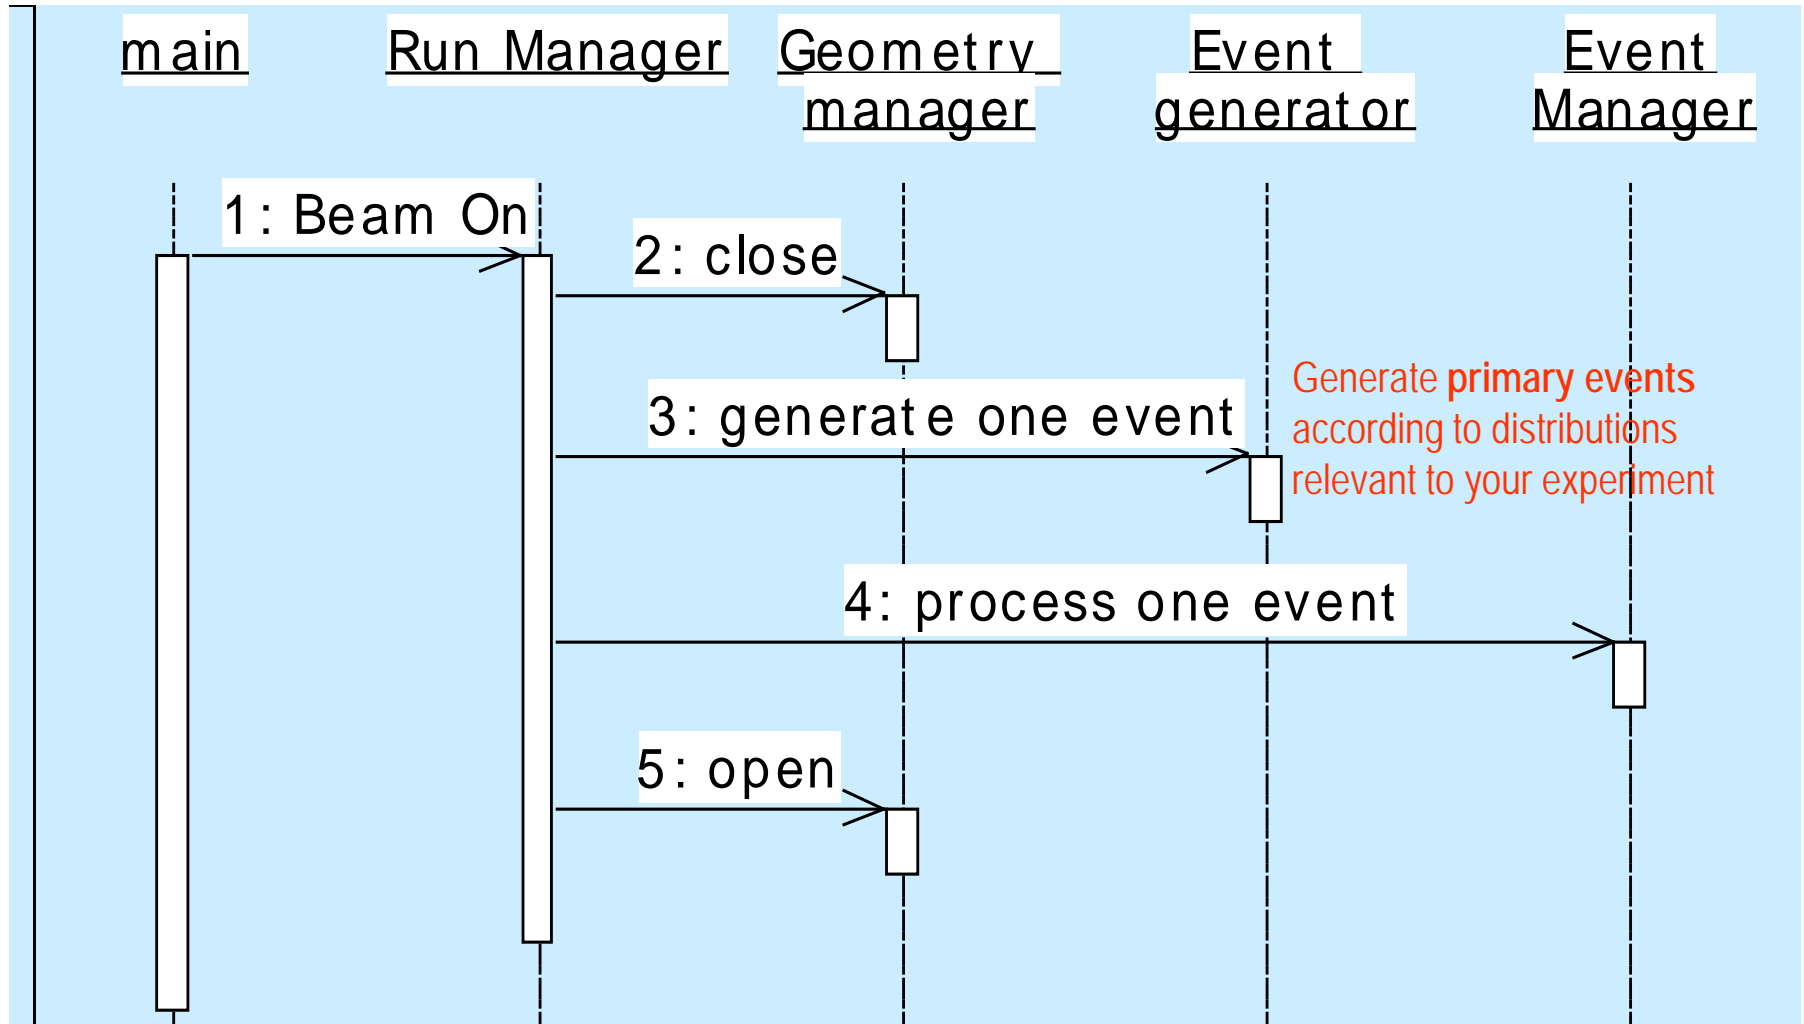 main
Run Manager
Geometry
manager
Event
generator
Event
Manager
1: Beam On
2: close
3: generate one event
Generate primary events
according to distributions
relevant to your experiment
4: process one event
5: open